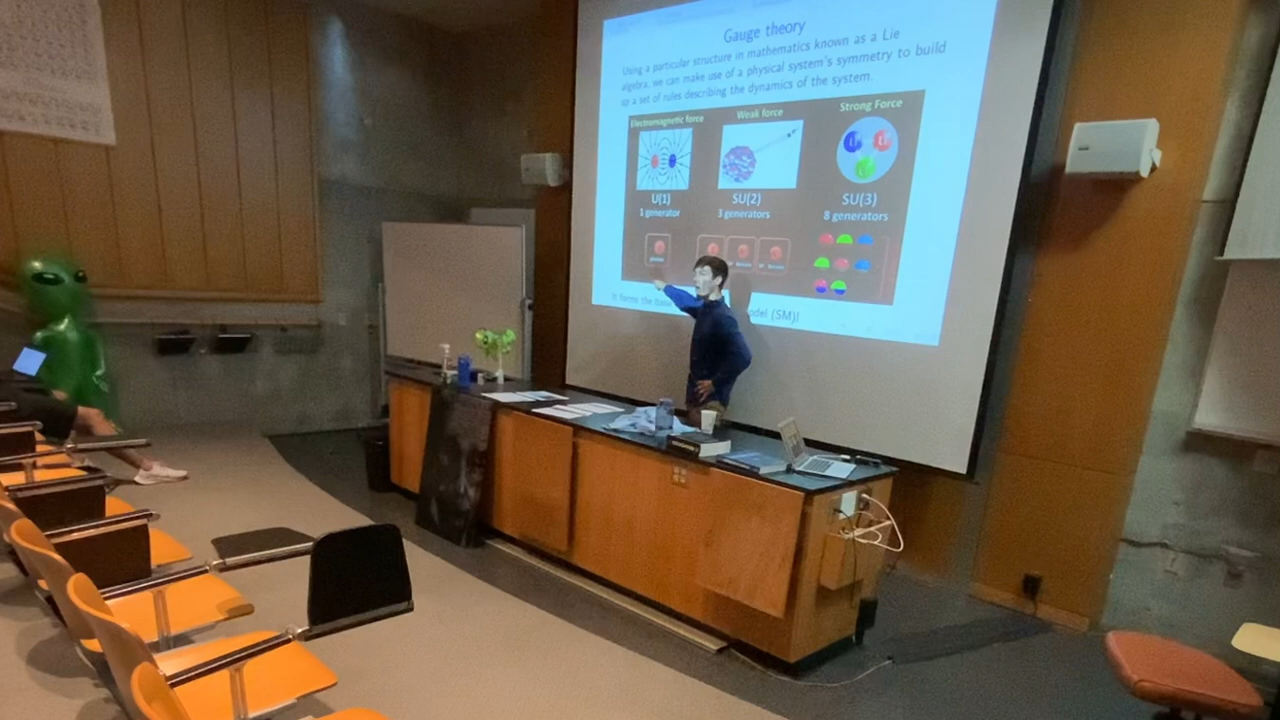 Gauge theory
Using a particular structure in mathematics known as a Lie
algebra, we can make use of a physical system's symmetry to build
up a set of rules describing the dynamics of the system.
Electromagnetic force
Weak force
Strong Force
U(1)
1 generator
SU(2)
3 generators
SU(3)
8 generators
photon
It forms the
(SM)!